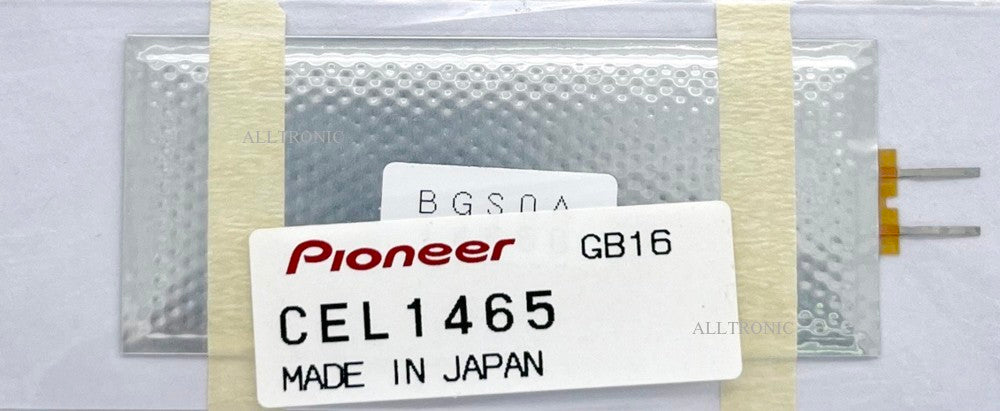 ALLTRONIC
BGS0A
Pioneer GB16
CEL1465
ALLTRONIC
MADE IN JAPAN